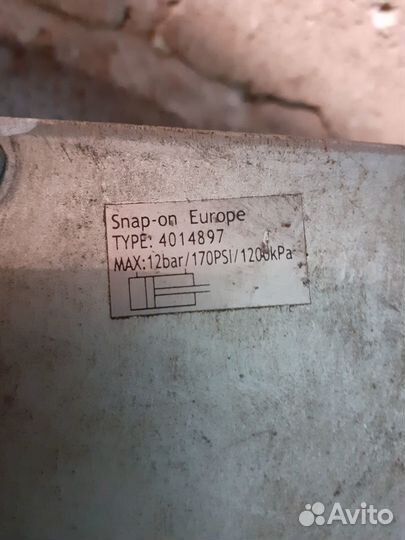 Snap-on Europe
TYPE: 4014897
MAX:12bar/170PSI/1200kPa
Avito